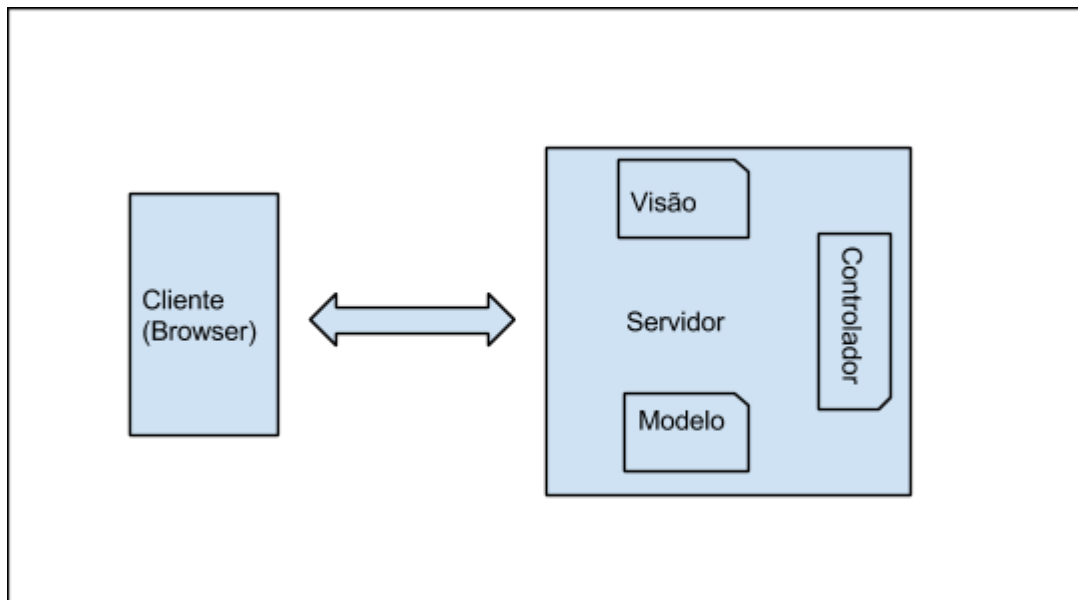 Cliente
(Browser)
Visão
Servidor
Controlador
Modelo